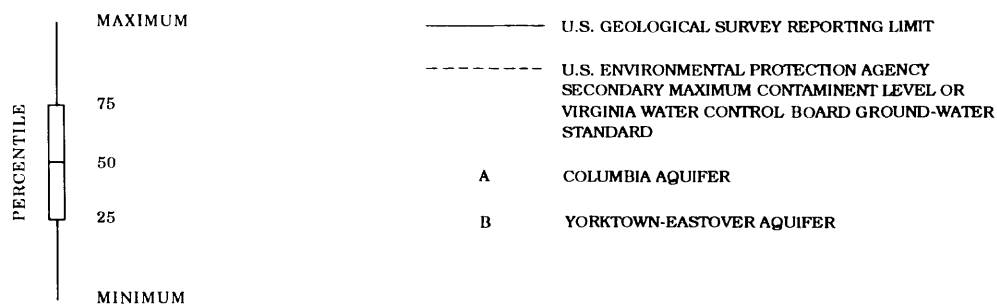 MAXIMUM
75
PERCENTILE
50
25
MINIMUM
U.S. GEOLOGICAL SURVEY REPORTING LIMIT
U.S. ENVIRONMENTAL PROTECTION AGENCY
SECONDARY MAXIMUM CONTAMINENT LEVEL OR
VIRGINIA WATER CONTROL BOARD GROUND-WATER
STANDARD
A COLUMBIA AQUIFER
B YORKTOWN-EASTOVER AQUIFER